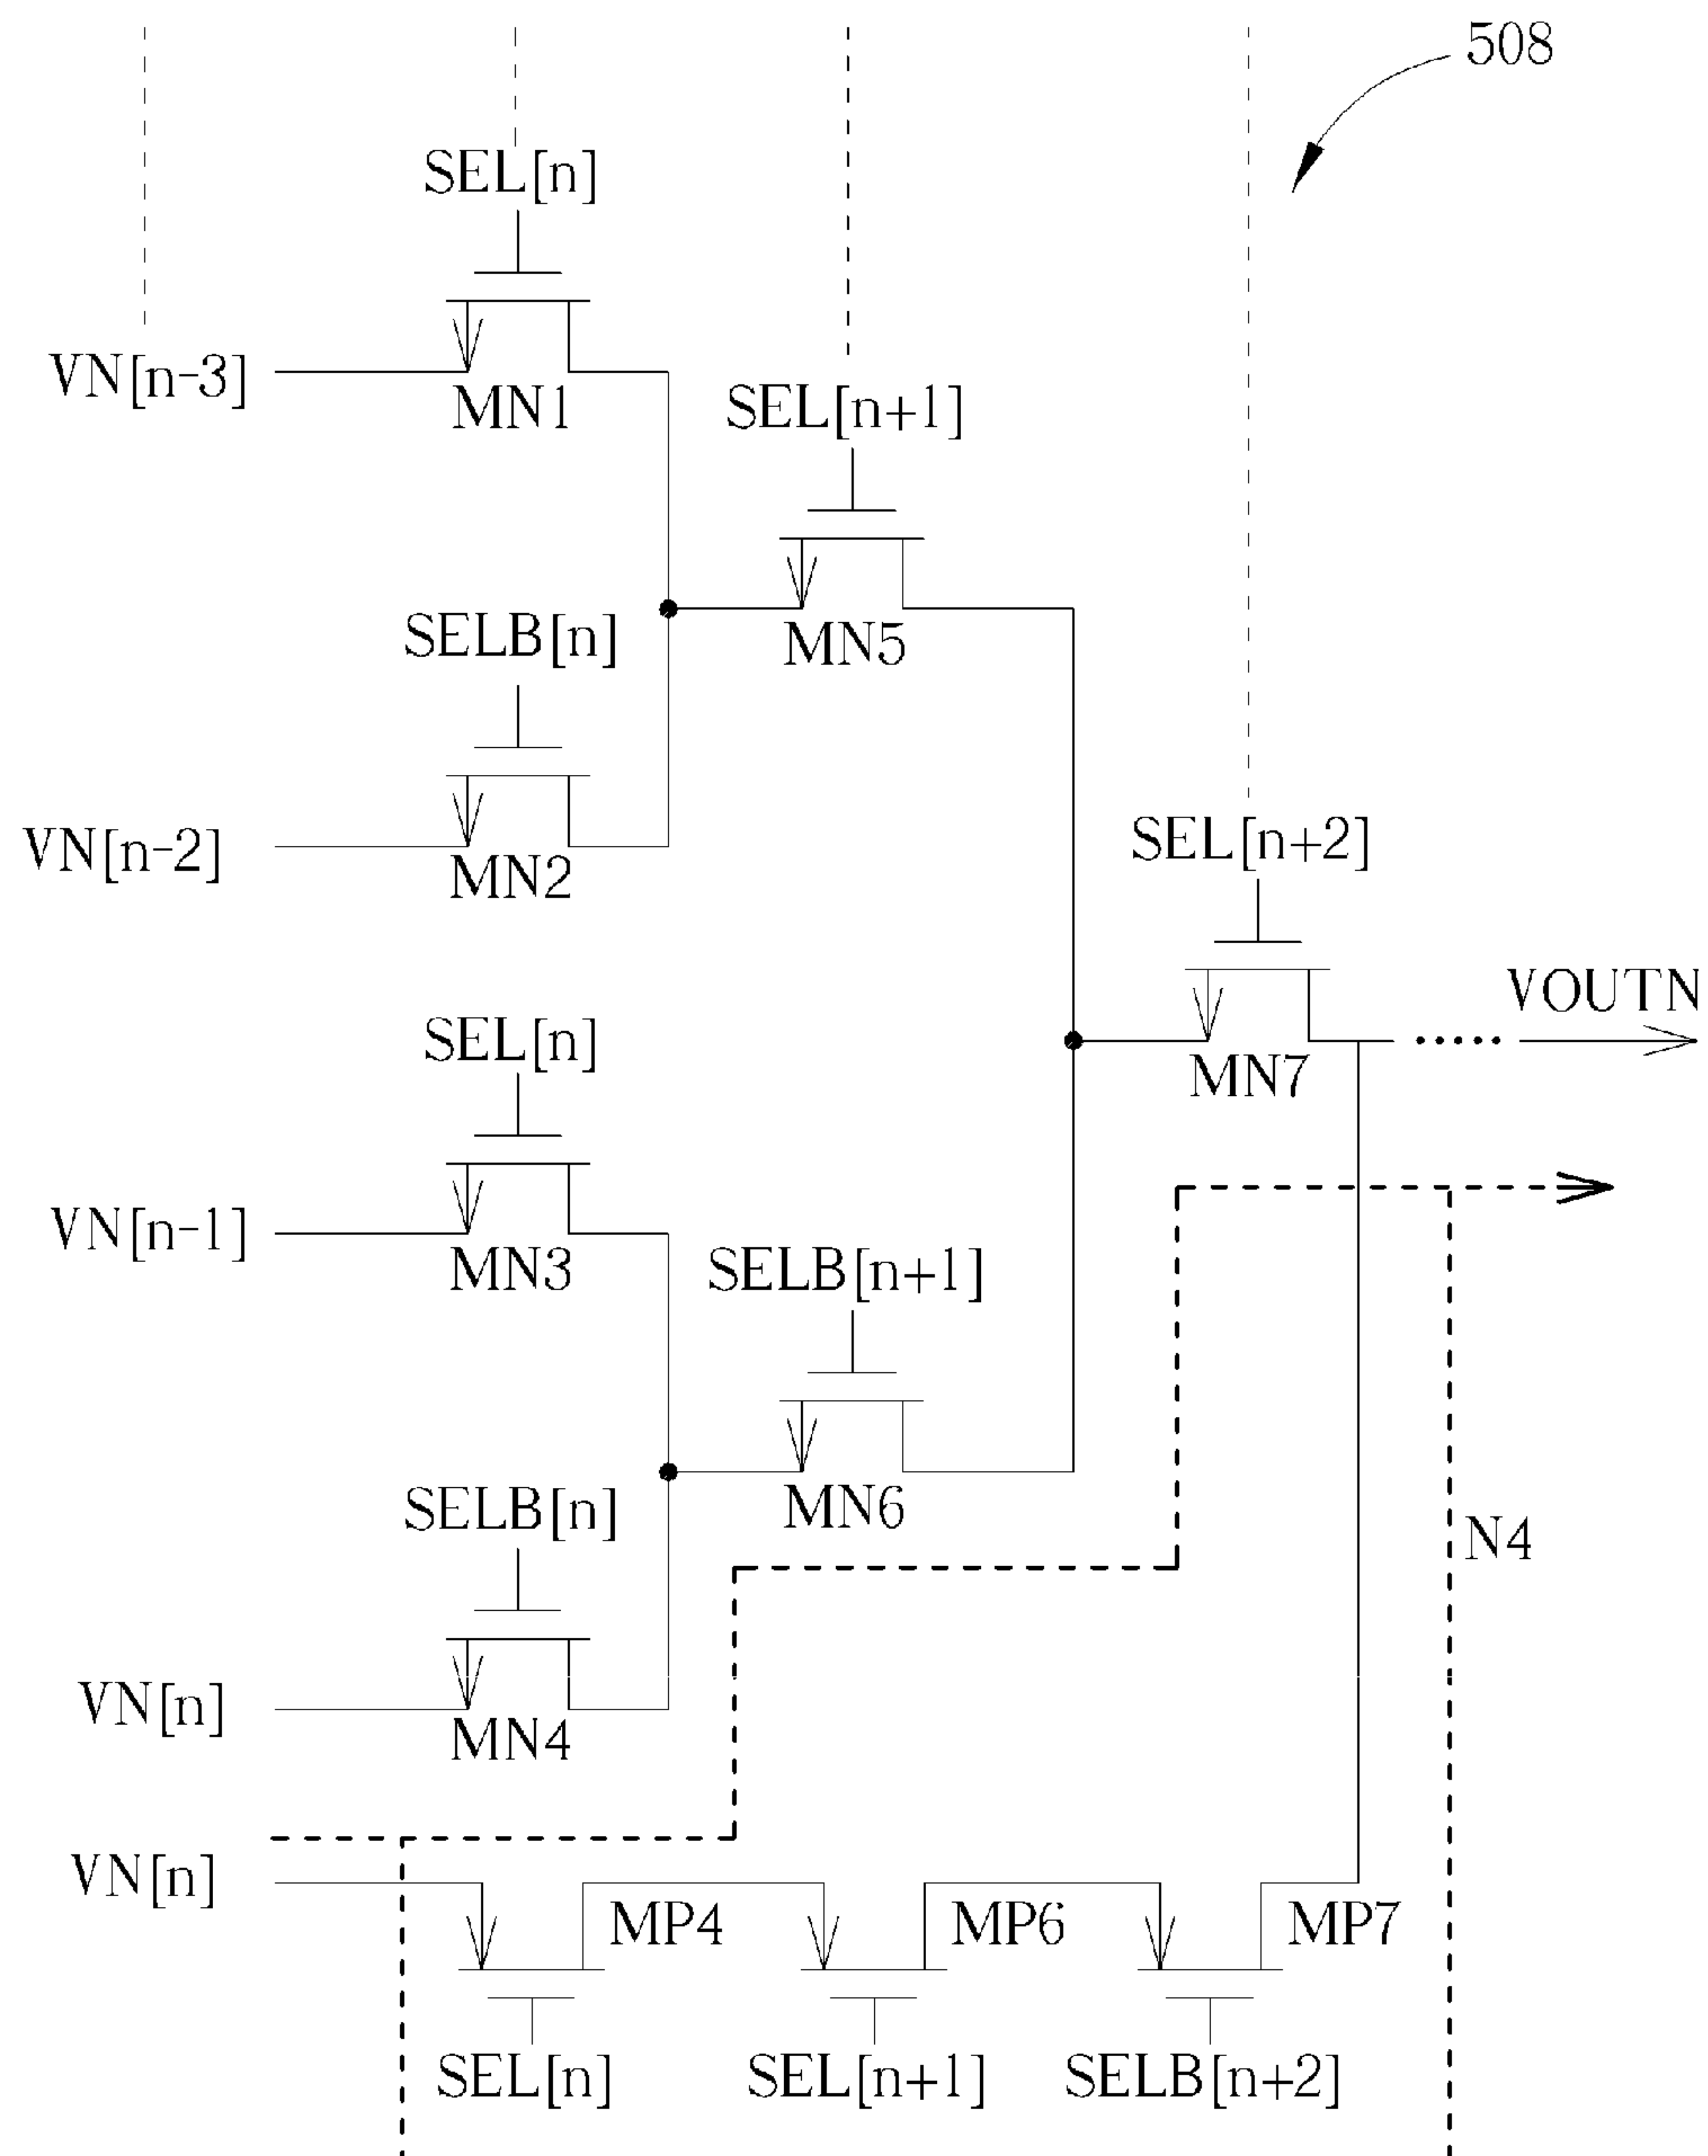 508
SEL[n]
VN[n-3]
MN1
SEL[n+1]
MN5
SELB[n]
VN[n-2]
MN2
SEL[n+2]
MN7
VOUTN
SEL[n]
VN[n-1]
MN3
SELB[n+1]
MN6
SELB[n]
N4
VN[n]
MN4
VN[n]
MP4
MP6
MP7
SEL[n]
SEL[n+1]
SELB[n+2]